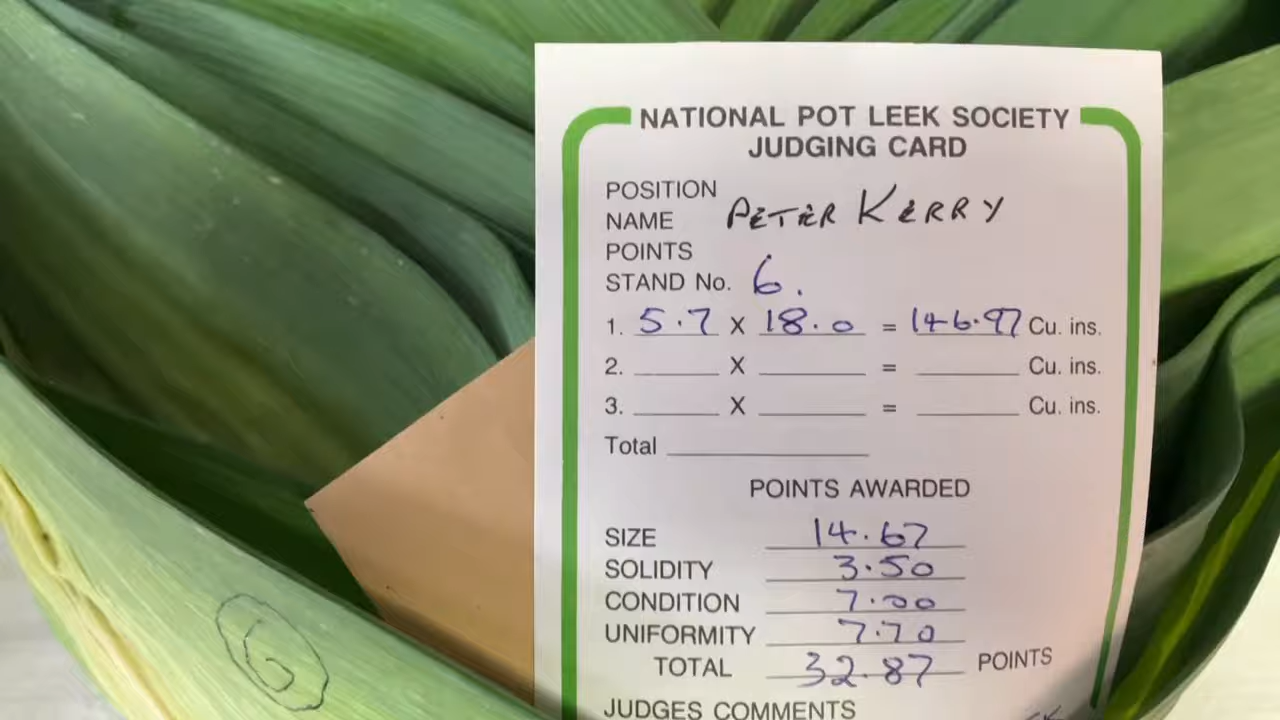 NATIONAL POT LEEK SOCIETY
JUDGING CARD
POSITION
NAME PETER KERRY
POINTS
STAND No. 6.
1. 5.7 X 18.0 = 146.97 Cu. ins.
2. X = Cu. ins.
3. X = Cu. ins.
Total
POINTS AWARDED
SIZE 14.67
SOLIDITY 3.50
CONDITION 7.00
UNIFORMITY 7.70
TOTAL 32.87 POINTS
JUDGES COMMENTS
6